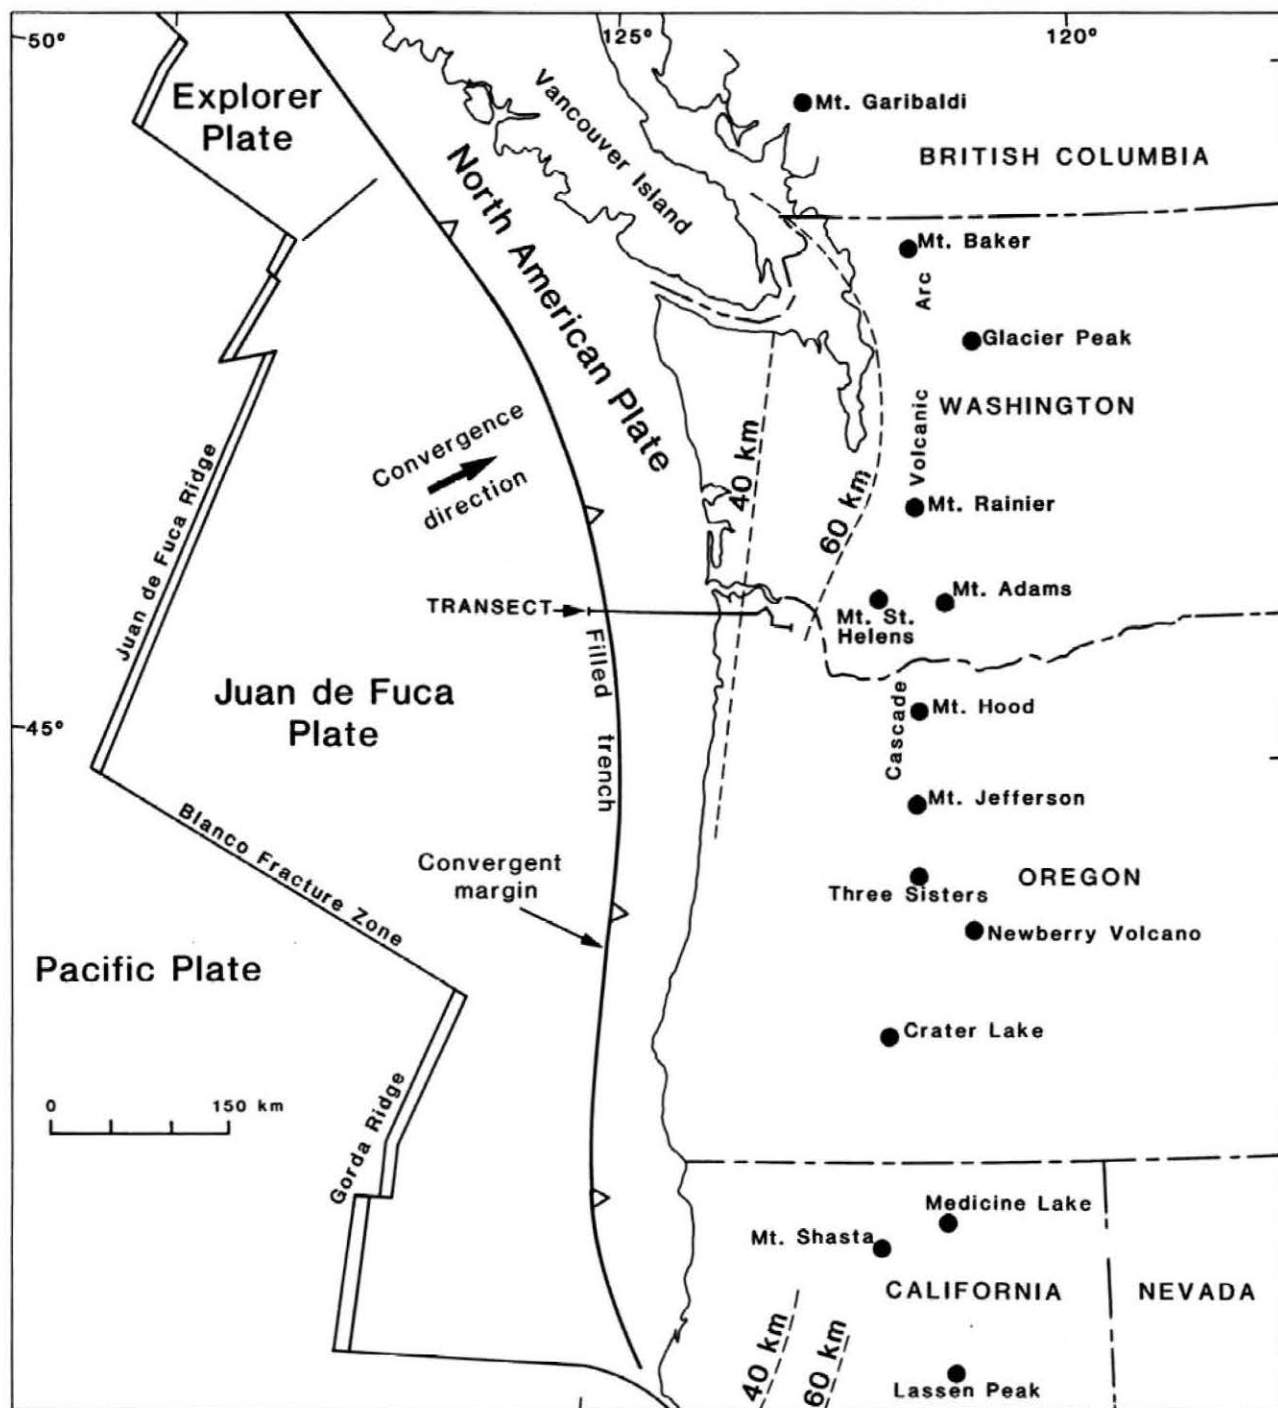 50°
125°
120°
Explorer
Plate
Vancouver Island
Mt. Garibaldi
BRITISH COLUMBIA
North American Plate
Mt. Baker
Arc
Glacier Peak
Volcanic
WASHINGTON
Convergence
direction
40 km
60 km
Mt. Rainier
Juan de Fuca Ridge
TRANSECT
Mt. St.
Helens
Mt. Adams
Filled trench
Juan de Fuca
Plate
45°
Cascade
Mt. Hood
Mt. Jefferson
Blanco Fracture Zone
Convergent
margin
Three Sisters
OREGON
Newberry Volcano
Pacific Plate
Crater Lake
0
150 km
Gorda Ridge
Medicine Lake
Mt. Shasta
CALIFORNIA
NEVADA
40 km
60 km
Lassen Peak